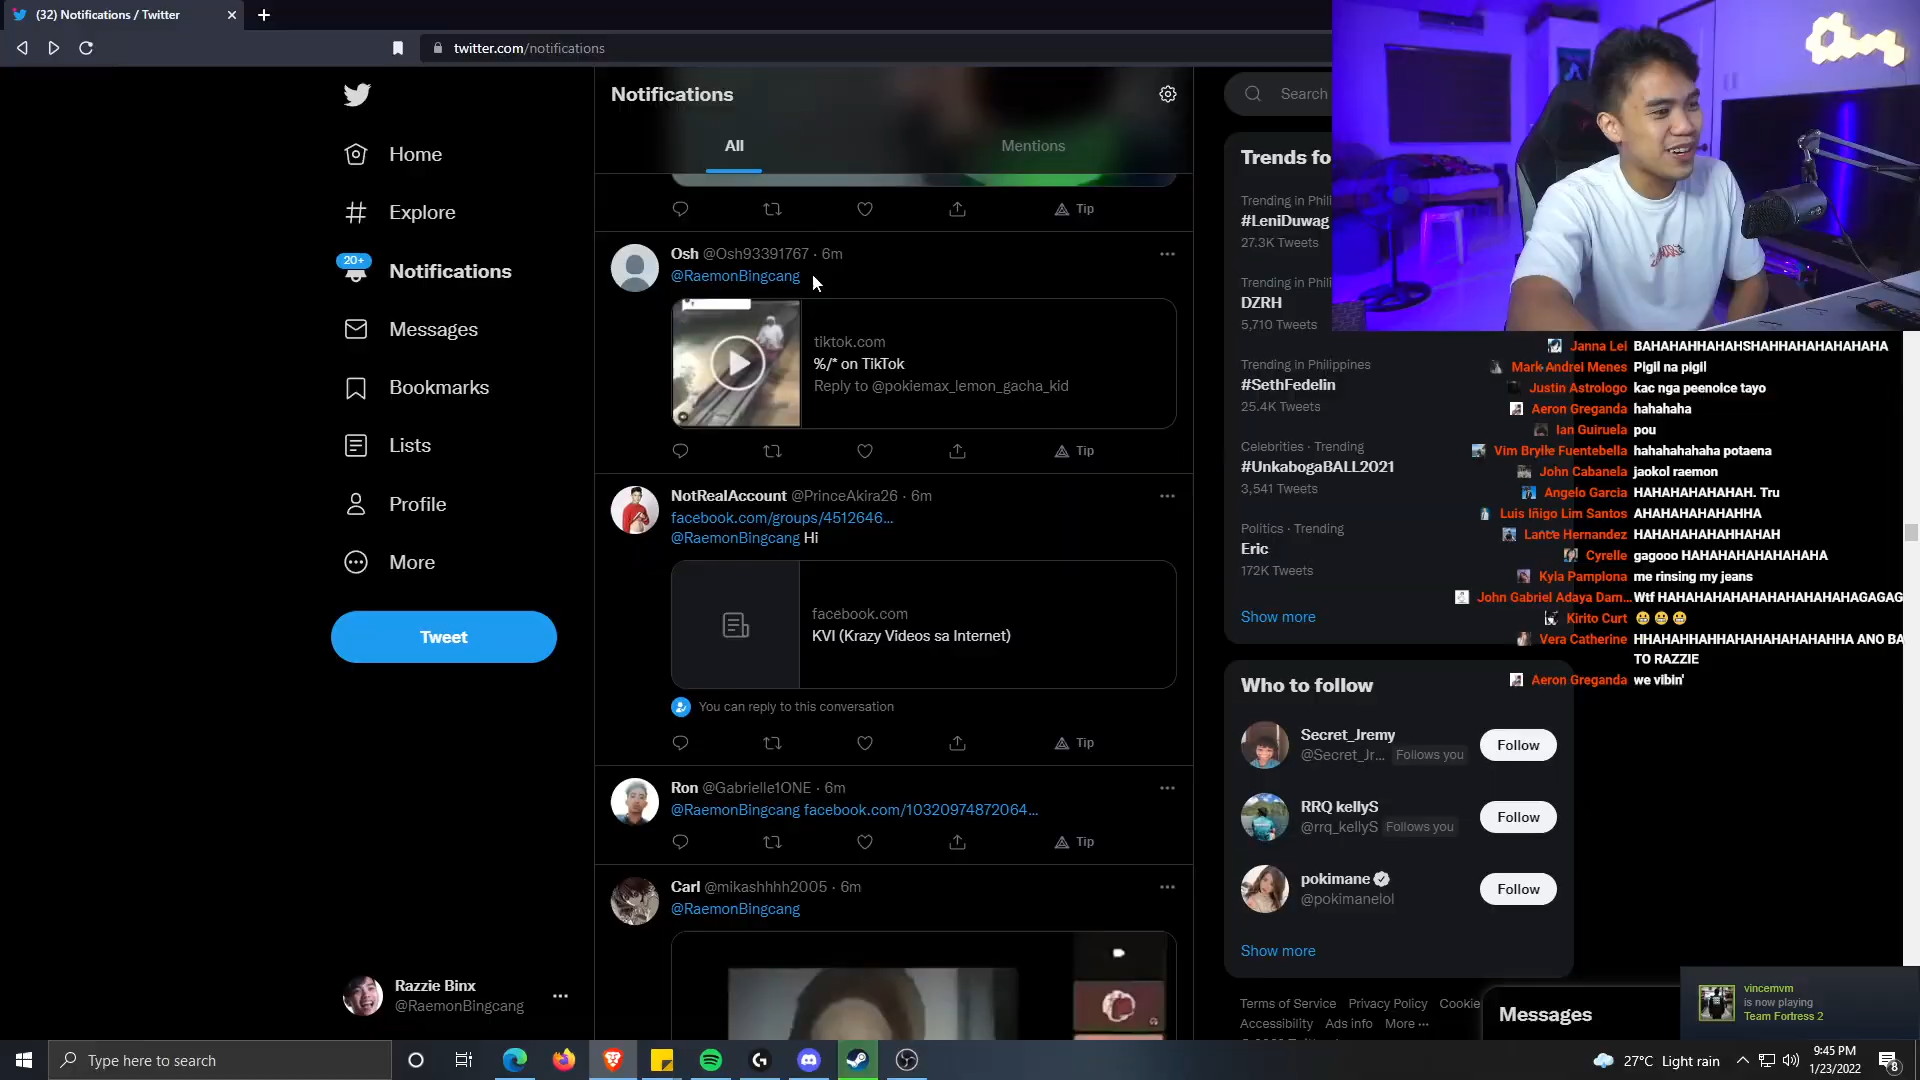 (32) Notifications / Twitter
twitter.com/notifications
Home
Explore
20+
Notifications
Messages
Bookmarks
Lists
Profile
More
Tweet
Razzie Binx
@RaemonBingcang
Notifications
All
Mentions
Tip
Osh @Osh93391767 · 6m
@RaemonBingcang
tiktok.com
%/* on TikTok
Reply to @pokiemax_lemon_gacha_kid
Tip
NotRealAccount @PrinceAkira26 · 6m
facebook.com/groups/4512646...
@RaemonBingcang Hi
facebook.com
KVI (Krazy Videos sa Internet)
You can reply to this conversation
Tip
Ron @Gabrielle1ONE · 6m
@RaemonBingcang facebook.com/10320974872064...
Tip
Carl @mikashhhh2005 · 6m
@RaemonBingcang
Search
Trends fo
Trending in Phili
#LeniDuwag
27.3K Tweets
Trending in Phili
DZRH
5,710 Tweets
Trending in Philippines
#SethFedelin
25.4K Tweets
Celebrities · Trending
#UnkabogaBALL2021
3,541 Tweets
Politics · Trending
Eric
172K Tweets
Show more
Who to follow
Secret_Jremy
@Secret_Jr... Follows you
Follow
RRQ kellyS
@rrq_kellyS Follows you
Follow
pokimane
@pokimanelol
Follow
Show more
Terms of Service Privacy Policy Cookie
Accessibility Ads info More ···
Messages
Janna Lei BAHAHAHHAHAHSHAHHAHAHAHAHAHA
Mark Andrei Menes Pigil na pigil
Justin Astrologo kac nga peenoice tayo
Aeron Greganda hahahaha
Ian Guiruela pou
Vim Brylle Fuentebella hahahahahaha potaena
John Cabanela jaokol raemon
Angelo Garcia HAHAHAHAHAHAH. Tru
Luis Iñigo Lim Santos AHAHAHAHAHAHHA
Lance Hernandez HAHAHAHAHAHHAHAH
Cyrelle gagooo HAHAHAHAHAHAHAHA
Kyla Pamplona me rinsing my jeans
John Gabriel Adaya Dam... Wtf HAHAHAHAHAHAHAHAHAHAHAGAGAG
Kirito Curt 😀 😀 😀
Vera Catherine HHAHAHHAHHAHAHAHAHAHAHHA ANO BA
TO RAZZIE
Aeron Greganda we vibin'
vincemvm
is now playing
Team Fortress 2
Type here to search
27°C Light rain
9:45 PM
1/23/2022
8